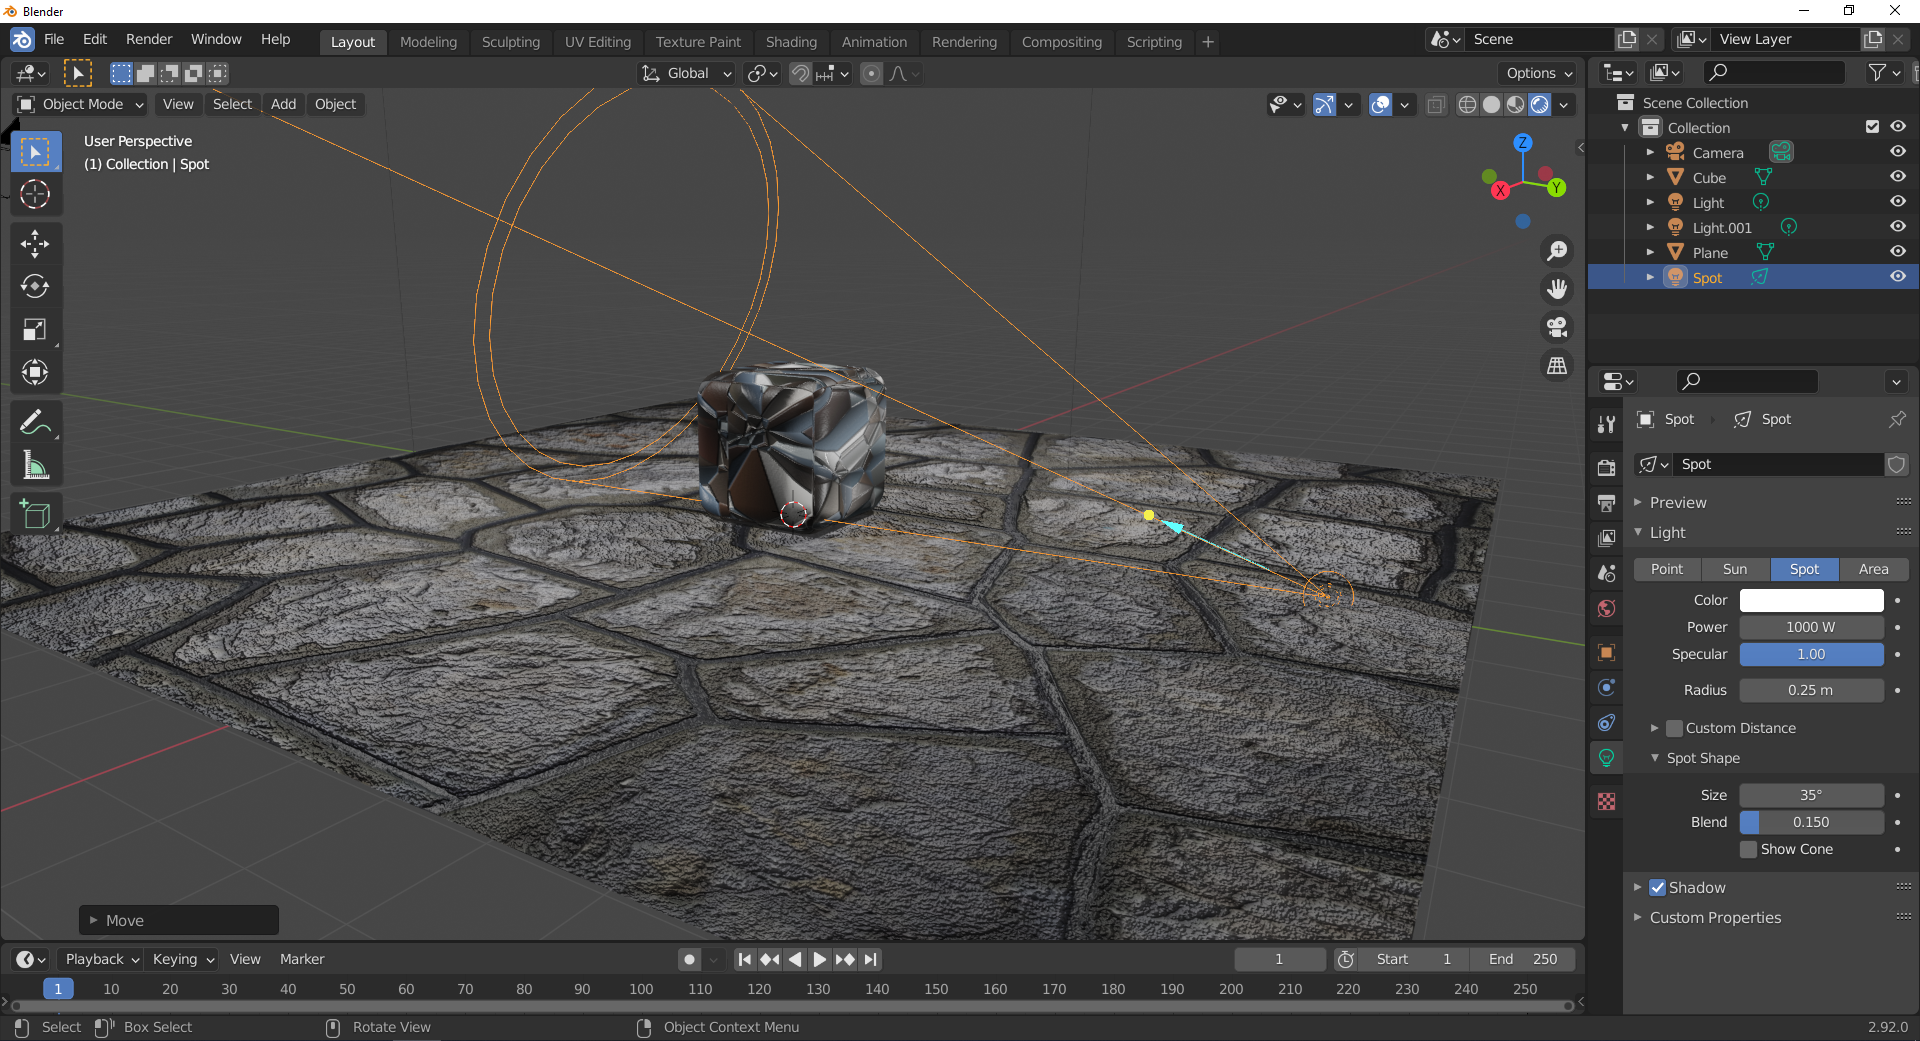 Blender
File Edit Render Window Help Layout Modeling Sculpting UV Editing Texture Paint Shading Animation Rendering Compositing Scripting + Scene View Layer
Global Options
Object Mode View Select Add Object
User Perspective
(1) Collection | Spot
Z
X
Y
Scene Collection
Collection
Camera
Cube
Light
Light.001
Plane
Spot
Spot Spot
Spot
Preview
Light
Point Sun Spot Area
Color
Power 1000 W
Specular 1.00
Radius 0.25 m
Custom Distance
Spot Shape
Size 35°
Blend 0.150
Show Cone
Shadow
Custom Properties
Move
Playback Keying View Marker 1 Start 1 End 250
1 10 20 30 40 50 60 70 80 90 100 110 120 130 140 150 160 170 180 190 200 210 220 230 240 250
Select Box Select Rotate View Object Context Menu 2.92.0